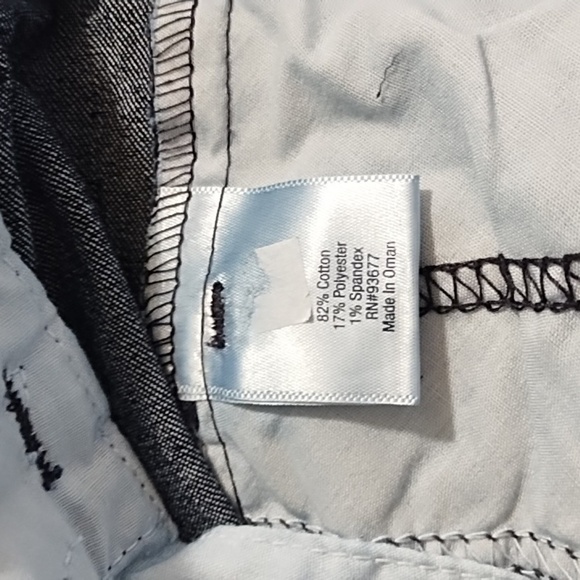 82% Cotton
17% Polyester
1% Spandex
RN#93677
Made In Oman